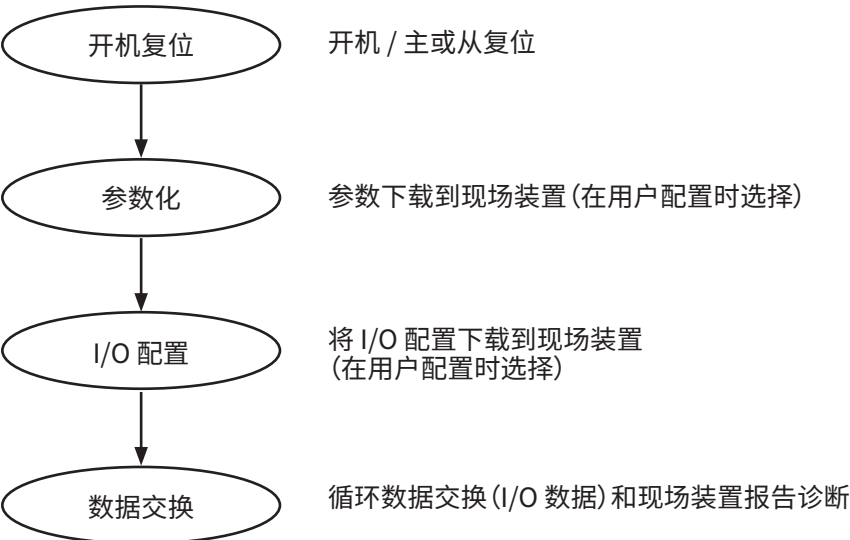 开机复位
开机 / 主或从复位
参数化
参数下载到现场装置（在用户配置时选择）
I/O 配置
将 I/O 配置下载到现场装置
（在用户配置时选择）
数据交换
循环数据交换（I/O 数据）和现场装置报告诊断